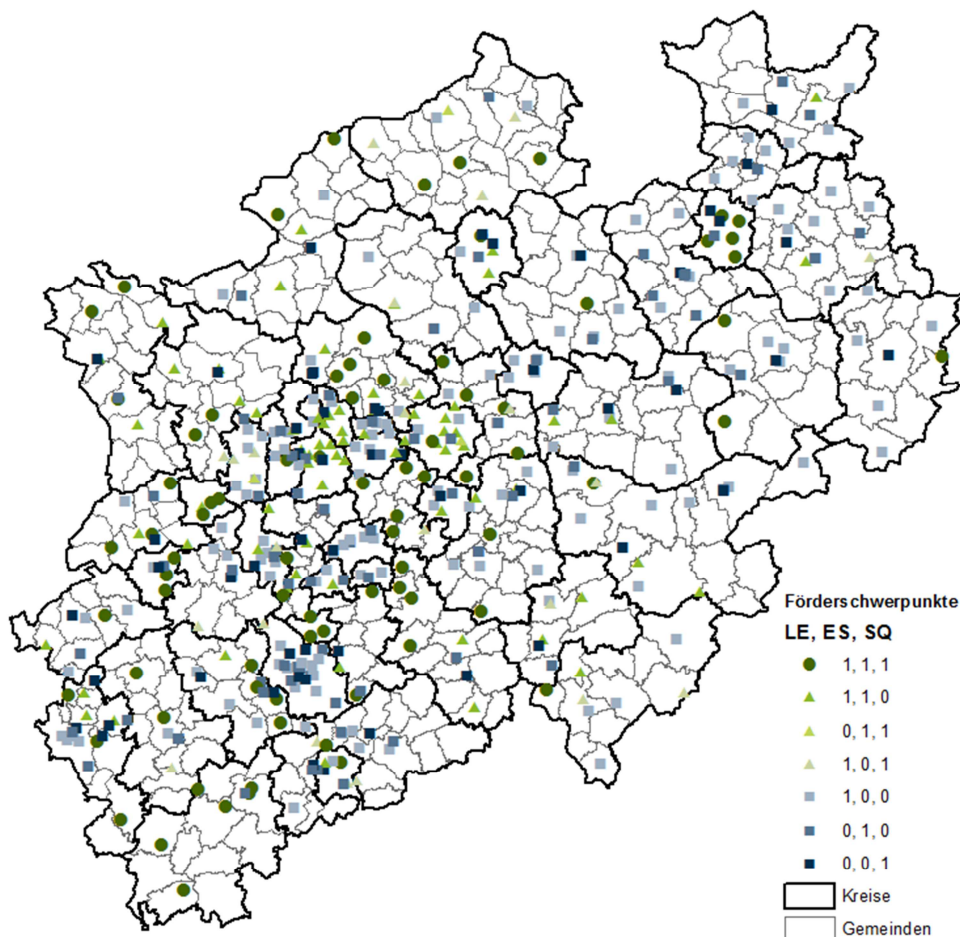 Förderschwerpunkte
LE, ES, SQ
1, 1, 1
1, 1, 0
0, 1, 1
1, 0, 1
1, 0, 0
0, 1, 0
0, 0, 1
Kreise
Gemeinden